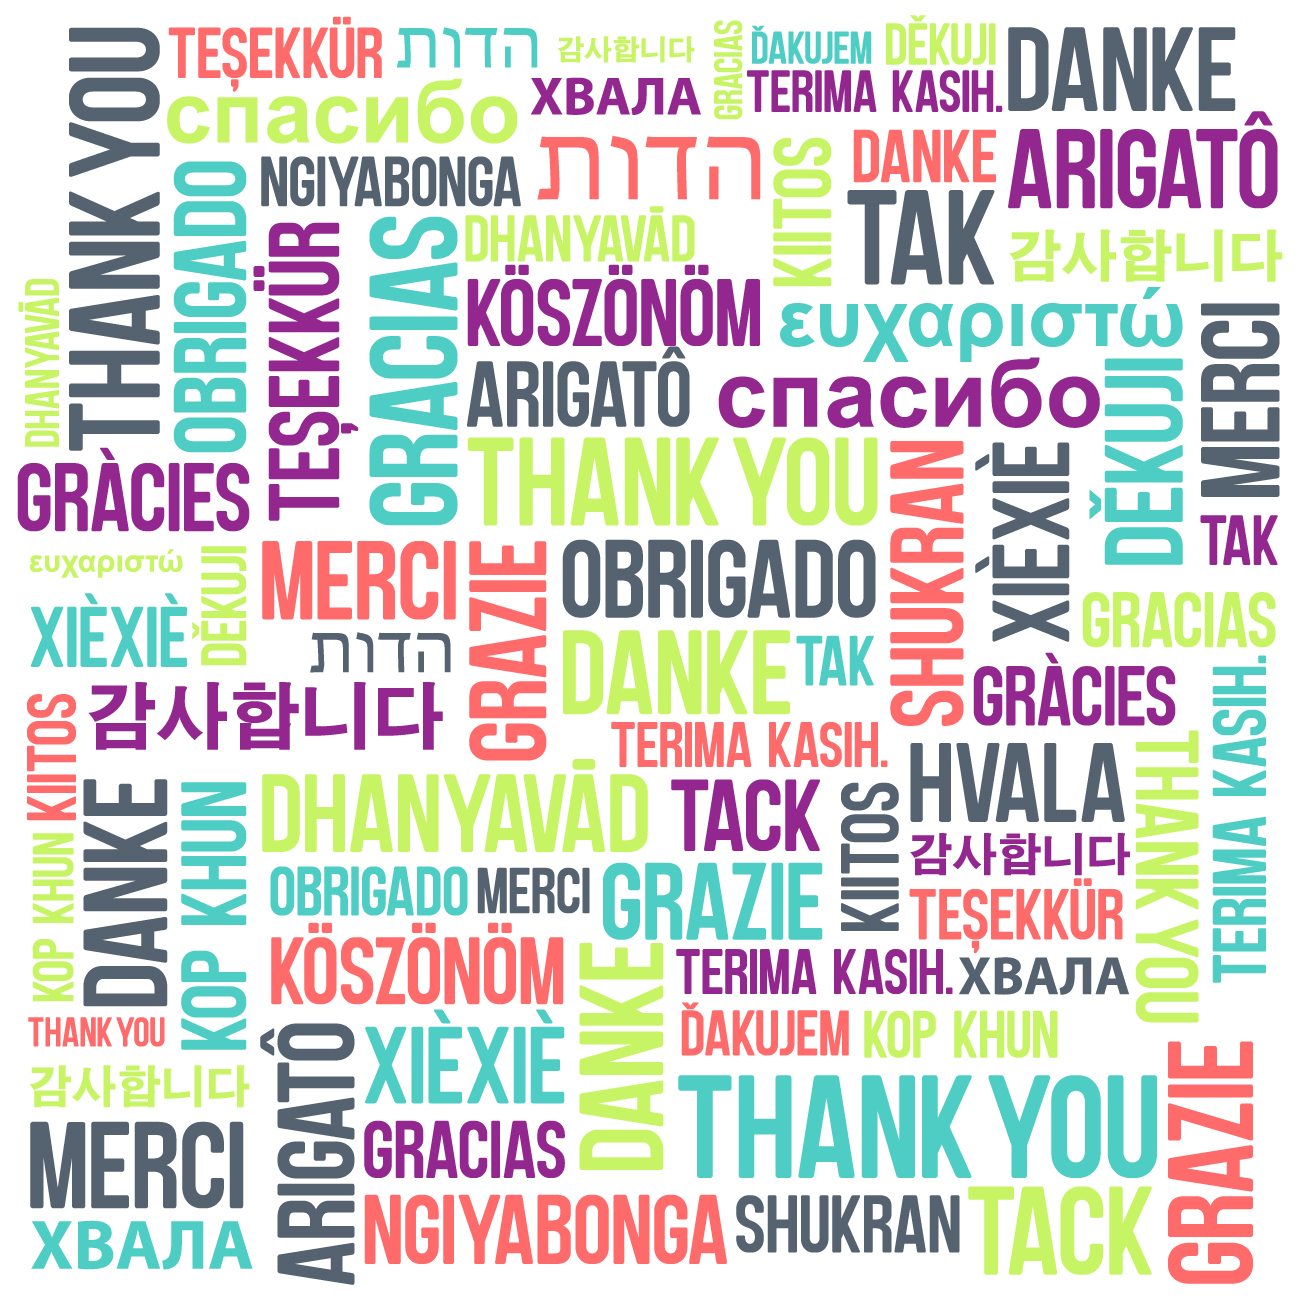 THANK YOU
TEŞEKKÜR
תודה
감사합니다
GRACIAS
ĎAKUJEM
DĚKUJI
DANKE
спасибо
ХВАЛА
TERIMA KASIH.
OBRIGADO
NGIYABONGA
תודה
KIITOS
DANKE
ARIGATÔ
TAK
TEŞEKKÜR
GRACIAS
DHANYAVĀD
감사합니다
DHANYAVĀD
KÖSZÖNÖM
ευχαριστώ
MERCI
ARIGATÔ
спасибо
DĚKUJI
GRÀCIES
THANK YOU
SHUKRAN
XIÈXIÈ
TAK
ευχαριστώ
DĚKUJI
MERCI
GRAZIE
OBRIGADO
GRACIAS
XIÈXIÈ
תודה
DANKE
TAK
GRÀCIES
TERIMA KASIH.
KIITOS
감사합니다
TERIMA KASIH.
HVALA
THANK YOU
DANKE
KOP KHUN
DHANYAVĀD
TACK
KIITOS
감사합니다
KOP KHUN
OBRIGADO
MERCI
GRAZIE
TEŞEKKÜR
KÖSZÖNÖM
DANKE
TERIMA KASIH.
ХВАЛА
THANK YOU
ARIGATÔ
XIÈXIÈ
ĎAKUJEM
KOP KHUN
GRAZIE
감사합니다
THANK YOU
MERCI
GRACIAS
NGIYABONGA
SHUKRAN
TACK
ХВАЛА